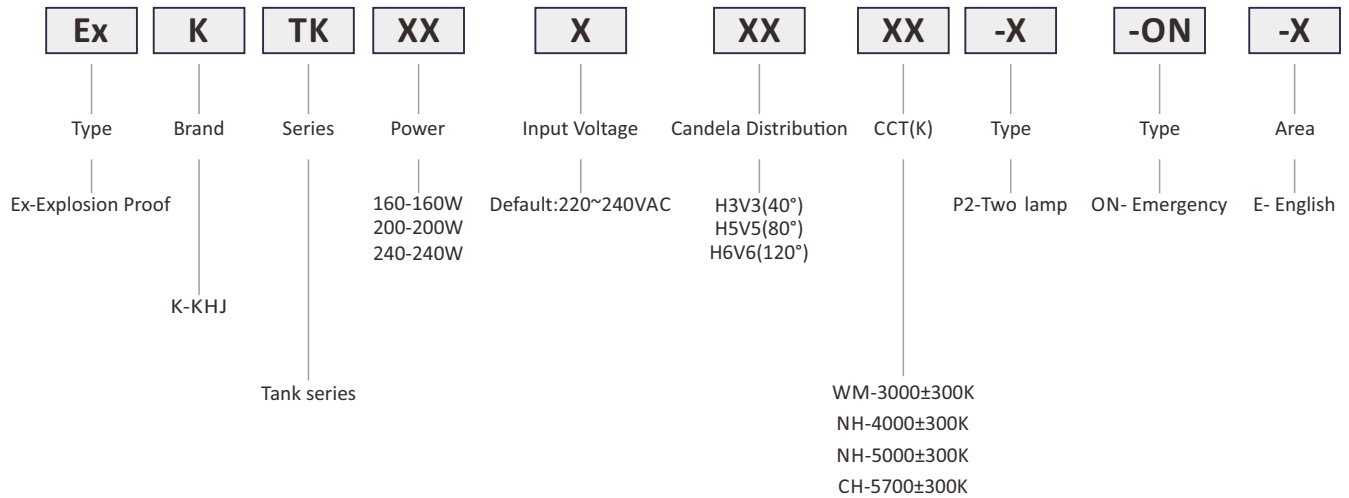 Ex K TK XX X XX XX -X -ON -X
Type Brand Series Power Input Voltage Candela Distribution CCT(K) Type Type Area
Ex-Explosion Proof 160-160W Default:220~240VAC H3V3(40°) P2-Two lamp ON- Emergency E- English
200-200W H5V5(80°)
240-240W H6V6(120°)
K-KHJ
Tank series WM-3000±300K
NH-4000±300K
NH-5000±300K
CH-5700±300K